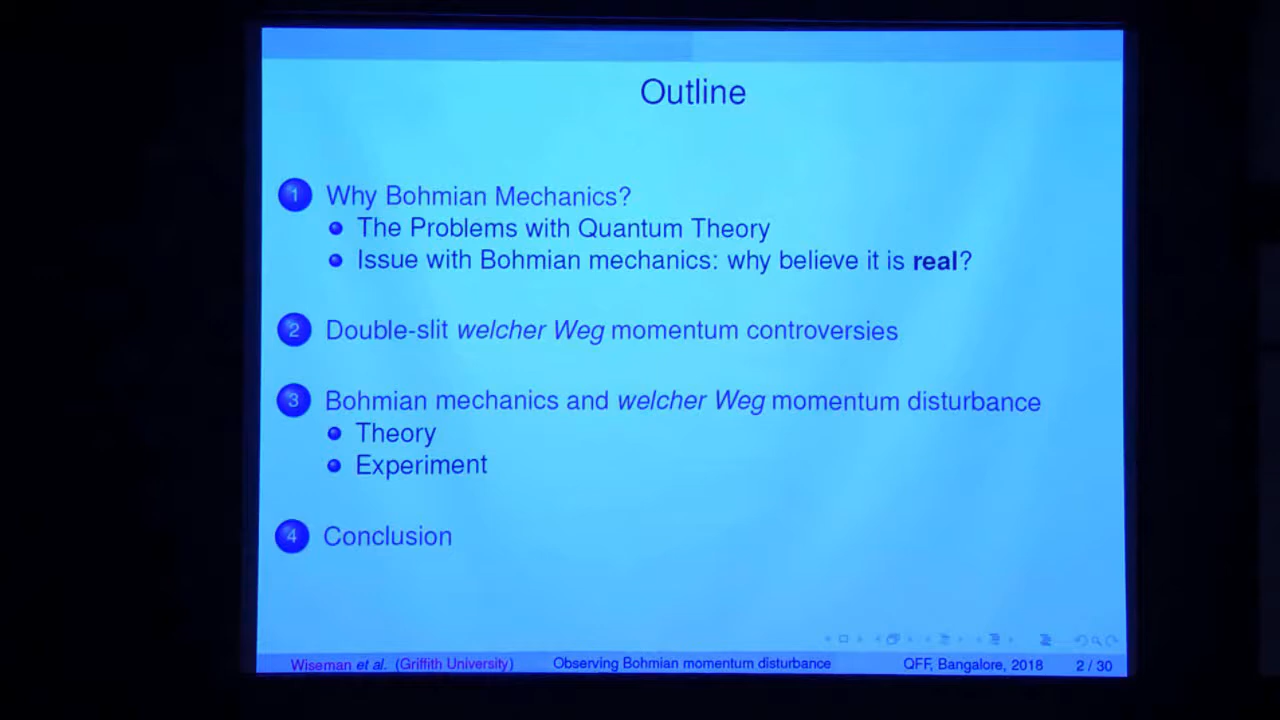 Outline
1 Why Bohmian Mechanics?
The Problems with Quantum Theory
Issue with Bohmian mechanics: why believe it is real?
2 Double-slit welcher Weg momentum controversies
3 Bohmian mechanics and welcher Weg momentum disturbance
Theory
Experiment
4 Conclusion
Wiseman et al. (Griffith University) Observing Bohmian momentum disturbance QFF, Bangalore, 2018 2 / 30